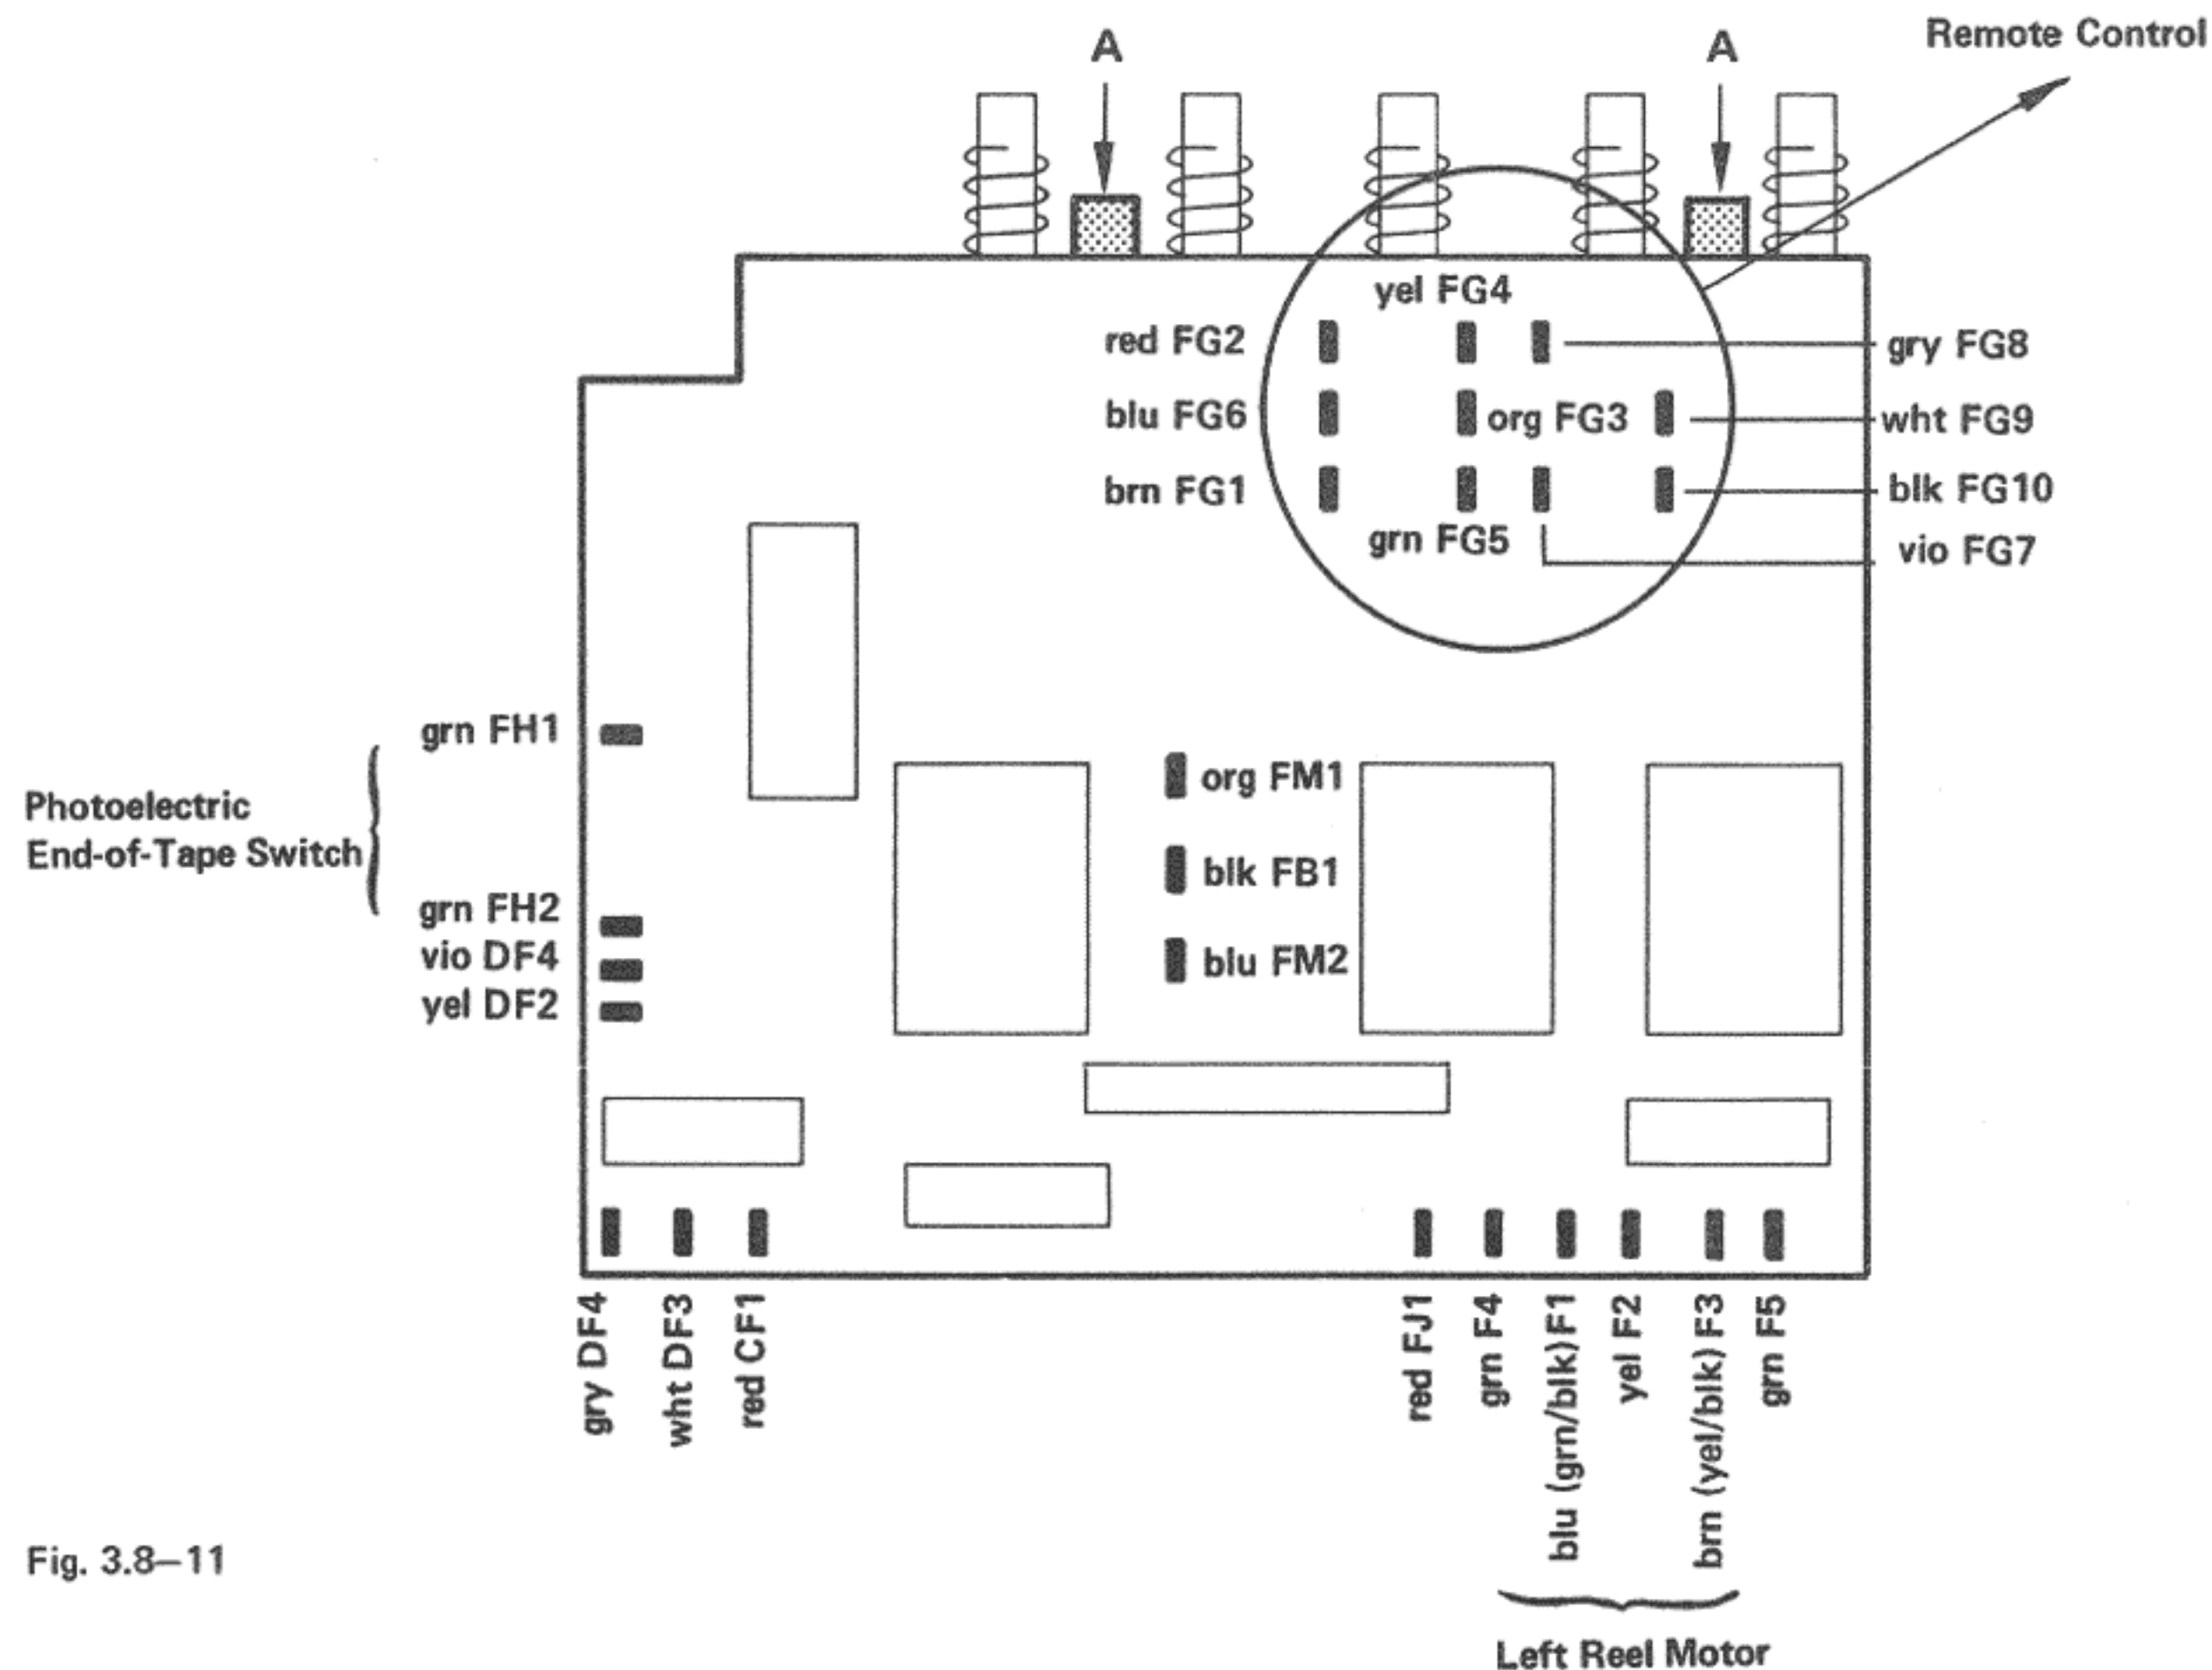 A
A
Remote Control
yel FG4
red FG2
gry FG8
blu FG6
org FG3
wht FG9
brn FG1
blk FG10
grn FG5
vio FG7
grn FH1
Photoelectric
End-of-Tape Switch
org FM1
blk FB1
grn FH2
vio DF4
blu FM2
yel DF2
gry DF4
wht DF3
red CF1
red FJ1
grn F4
blu (grn/blk)F1
yel F2
brn (yel/blk) F3
grn F5
Fig. 3.8–11
Left Reel Motor